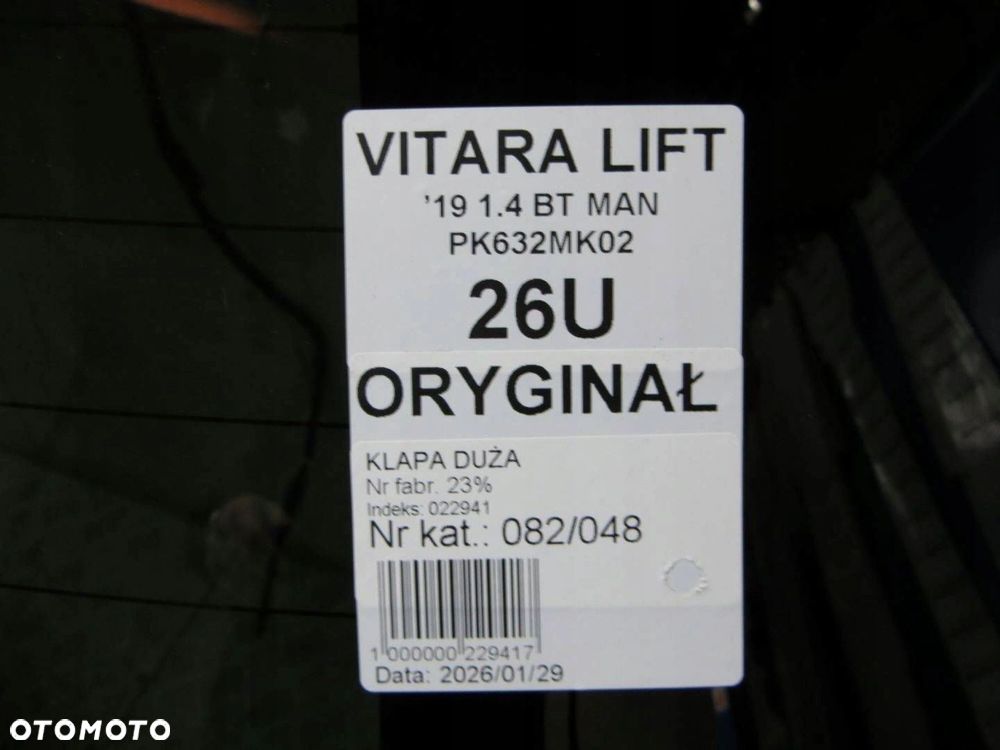 VITARA LIFT
'19 1.4 BT MAN
PK632MK02
26U
ORYGINAŁ
KLAPA DUŻA
Nr fabr. 23%
Indeks: 022941
Nr kat.: 082/048
1 000000 229417
Data: 2026/01/29
OTOMOTO